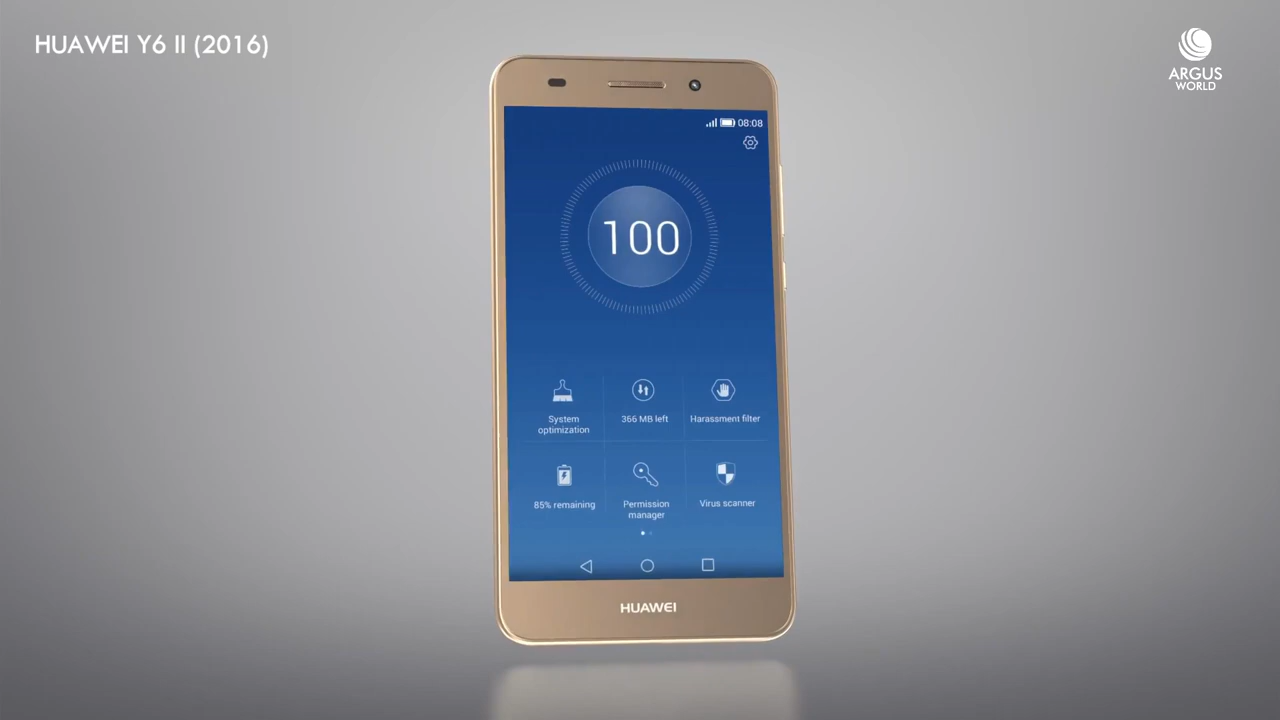 HUAWEI Y6 II (2016)
ARGUS
WORLD
08:08
100
System
optimization
366 MB left
Harassment filter
85% remaining
Permission
manager
Virus scanner
HUAWEI